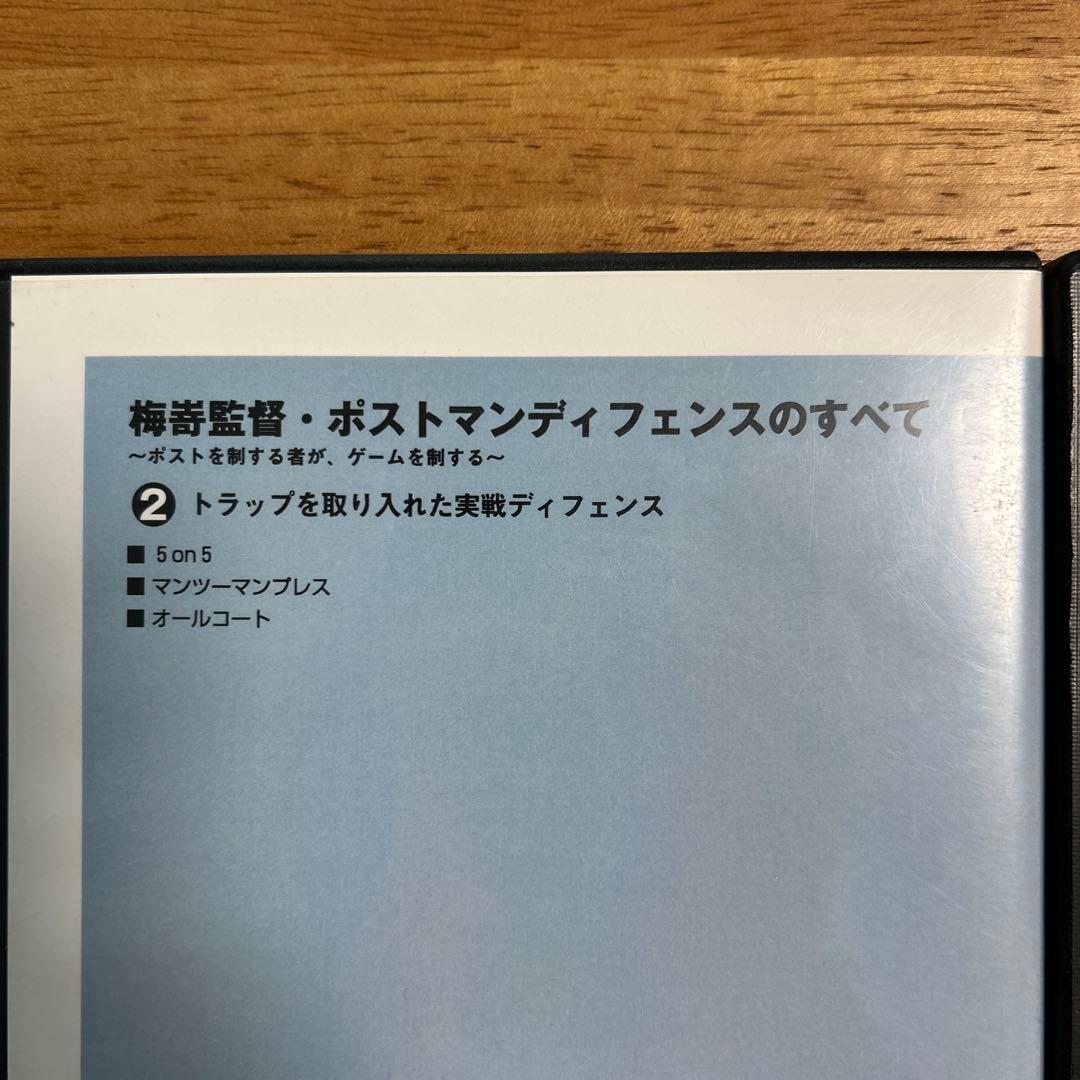 梅嵜監督・ポストマンディフェンスのすべて
～ポストを制する者が、ゲームを制する～
❷ トラップを取り入れた実戦ディフェンス
■ 5on5
■ マンツーマンプレス
■ オールコート